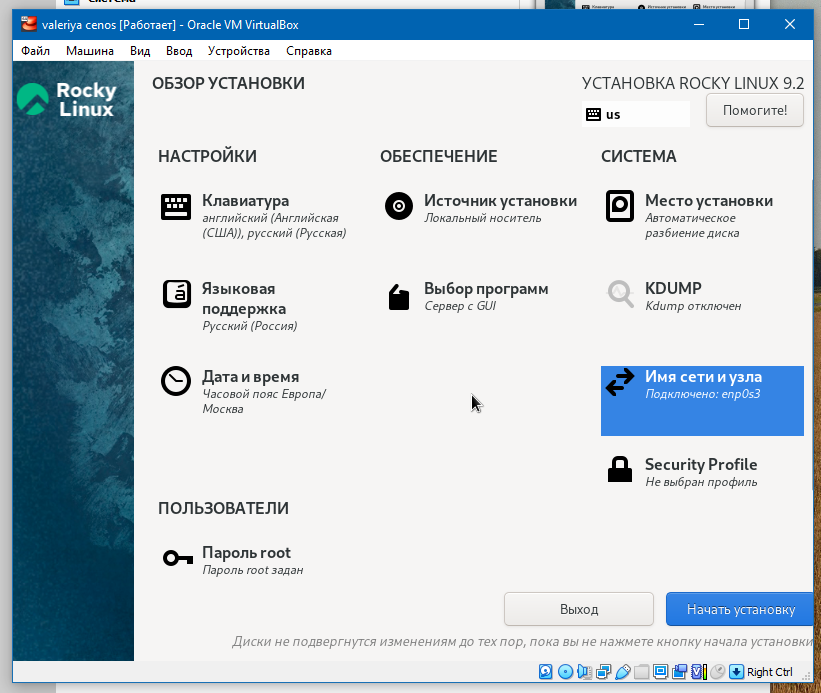 valeriya cenos [Работает] - Oracle VM VirtualBox
Файл Машина Вид Ввод Устройства Справка
Rocky
Linux
ОБЗОР УСТАНОВКИ
УСТАНОВКА ROCKY LINUX 9.2
us
Помогите!
НАСТРОЙКИ
Клавиатура
английский (Английская
(США)), русский (Русская)
Языковая
поддержка
Русский (Россия)
Дата и время
Часовой пояс Европа/
Москва
ОБЕСПЕЧЕНИЕ
Источник установки
Локальный носитель
Выбор программ
Сервер с GUI
СИСТЕМА
Место установки
Автоматическое
разбиение диска
KDUMP
Kdump отключен
Имя сети и узла
Подключено: enp0s3
Security Profile
Не выбран профиль
ПОЛЬЗОВАТЕЛИ
Пароль root
Пароль root задан
Выход
Начать установку
Диски не подвергнутся изменениям до тех пор, пока вы не нажмете кнопку начала установки
Right Ctrl